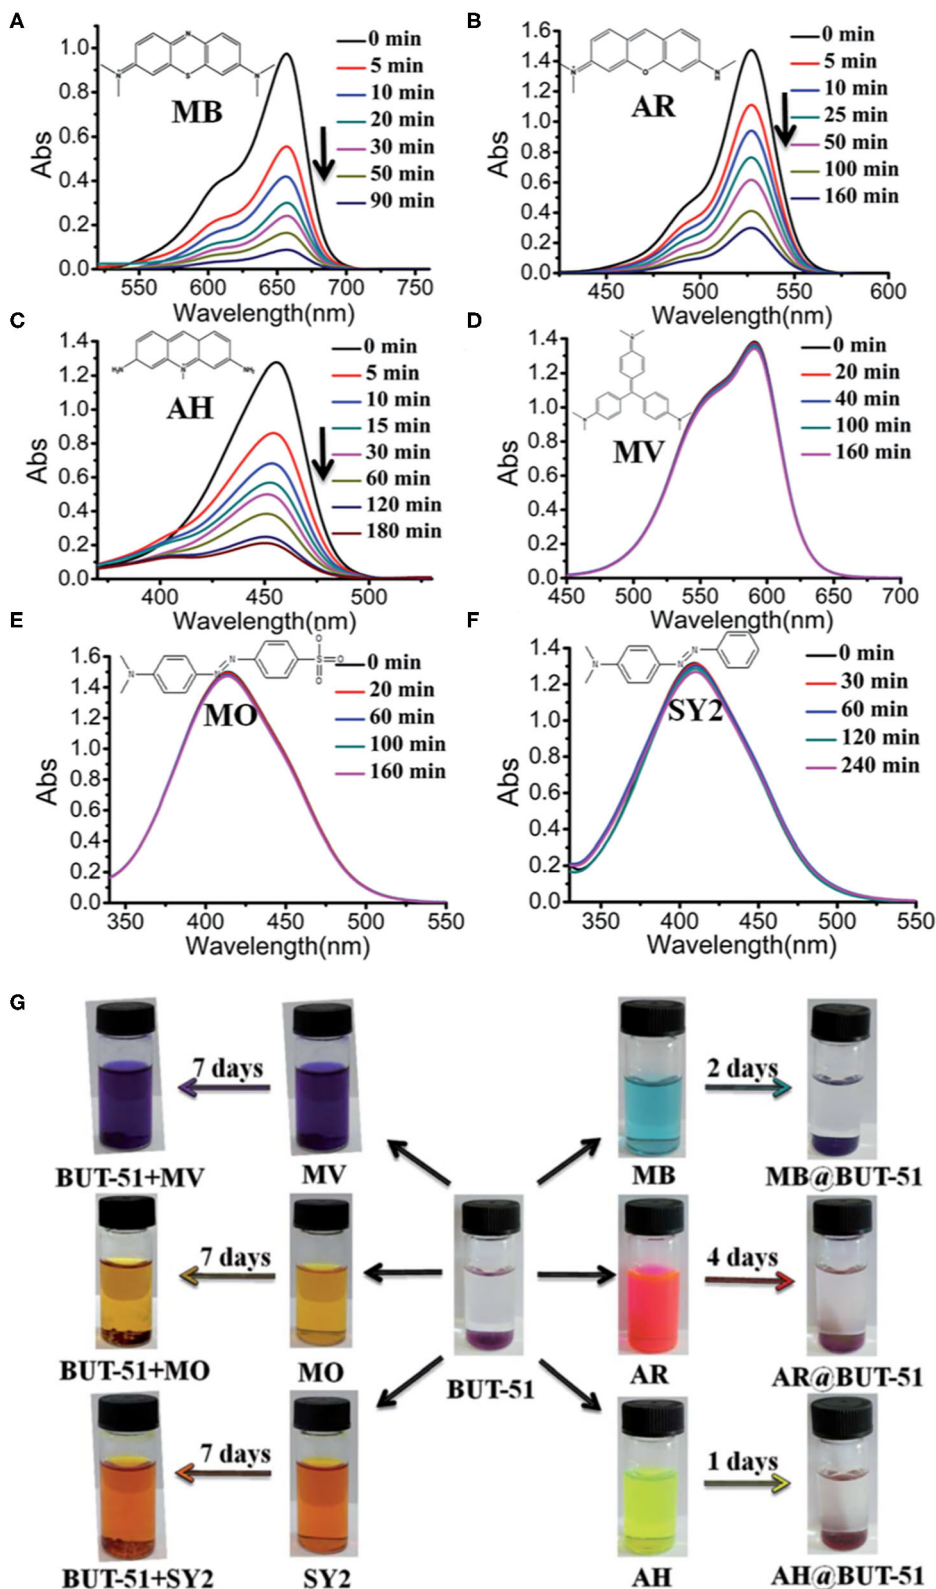 A
MB
0 min
5 min
10 min
20 min
30 min
50 min
90 min
Abs
1.0
0.8
0.6
0.4
0.2
0.0
550 600 650 700 750
Wavelength(nm)
B
AR
0 min
5 min
10 min
25 min
50 min
100 min
160 min
Abs
1.6
1.4
1.2
1.0
0.8
0.6
0.4
0.2
0.0
450 500 550 600
Wavelength(nm)
C
AH
0 min
5 min
10 min
15 min
30 min
60 min
120 min
180 min
Abs
1.4
1.2
1.0
0.8
0.6
0.4
0.2
0.0
400 450 500
Wavelength(nm)
D
MV
0 min
20 min
40 min
100 min
160 min
Abs
1.4
1.2
1.0
0.8
0.6
0.4
0.2
0.0
450 500 550 600 650 700
Wavelength(nm)
E
MO
0 min
20 min
60 min
100 min
160 min
Abs
1.6
1.4
1.2
1.0
0.8
0.6
0.4
0.2
0.0
350 400 450 500 550
Wavelength(nm)
F
SY2
0 min
30 min
60 min
120 min
240 min
Abs
1.4
1.2
1.0
0.8
0.6
0.4
0.2
0.0
350 400 450 500 550
Wavelength(nm)
G
7 days
2 days
BUT-51+MV
MV
MB
MB@BUT-51
7 days
4 days
BUT-51+MO
MO
BUT-51
AR
AR@BUT-51
7 days
1 days
BUT-51+SY2
SY2
AH
AH@BUT-51